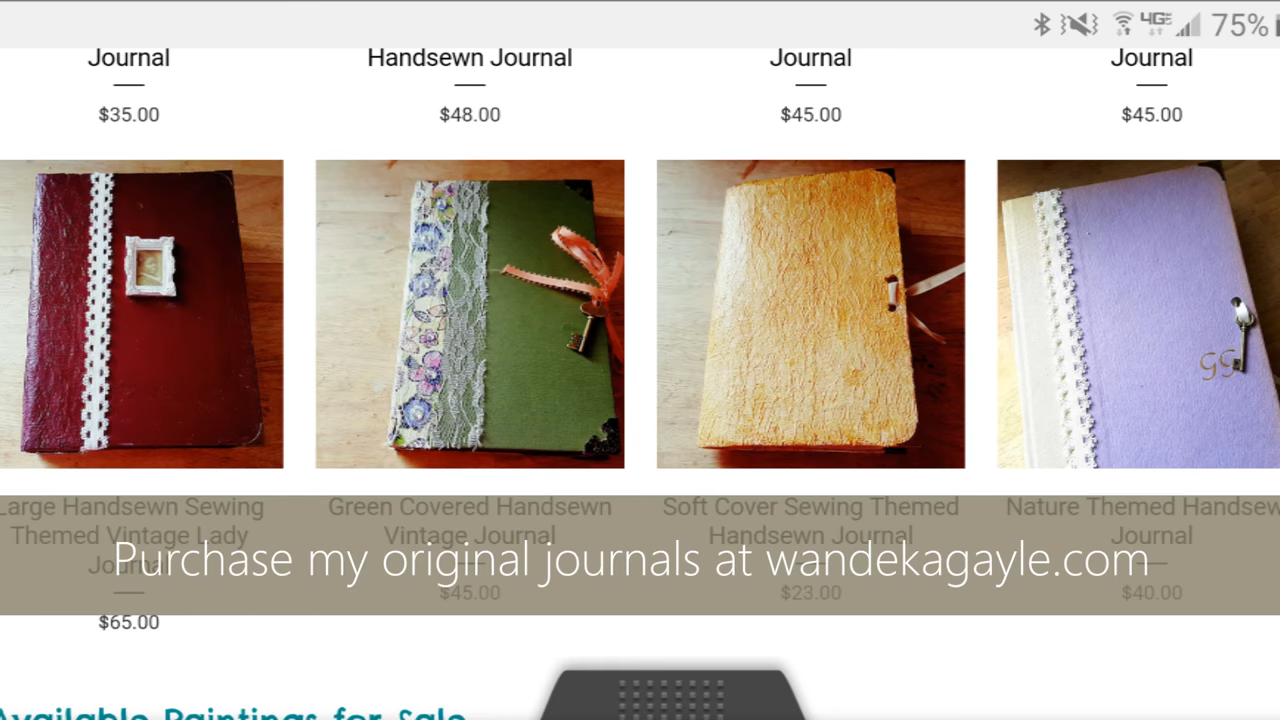 4G
75%
Journal
Handsewn Journal
Journal
Journal
$35.00
$48.00
$45.00
$45.00
GG
Large Handsewn Sewing
Themed Vintage Lady
Journal
$65.00
Green Covered Handsewn
Vintage Journal
$45.00
Soft Cover Sewing Themed
Handsewn Journal
$23.00
Nature Themed Handsew
Journal
$40.00
Purchase my original journals at wandekagayle.com
Available Paintings for Sale